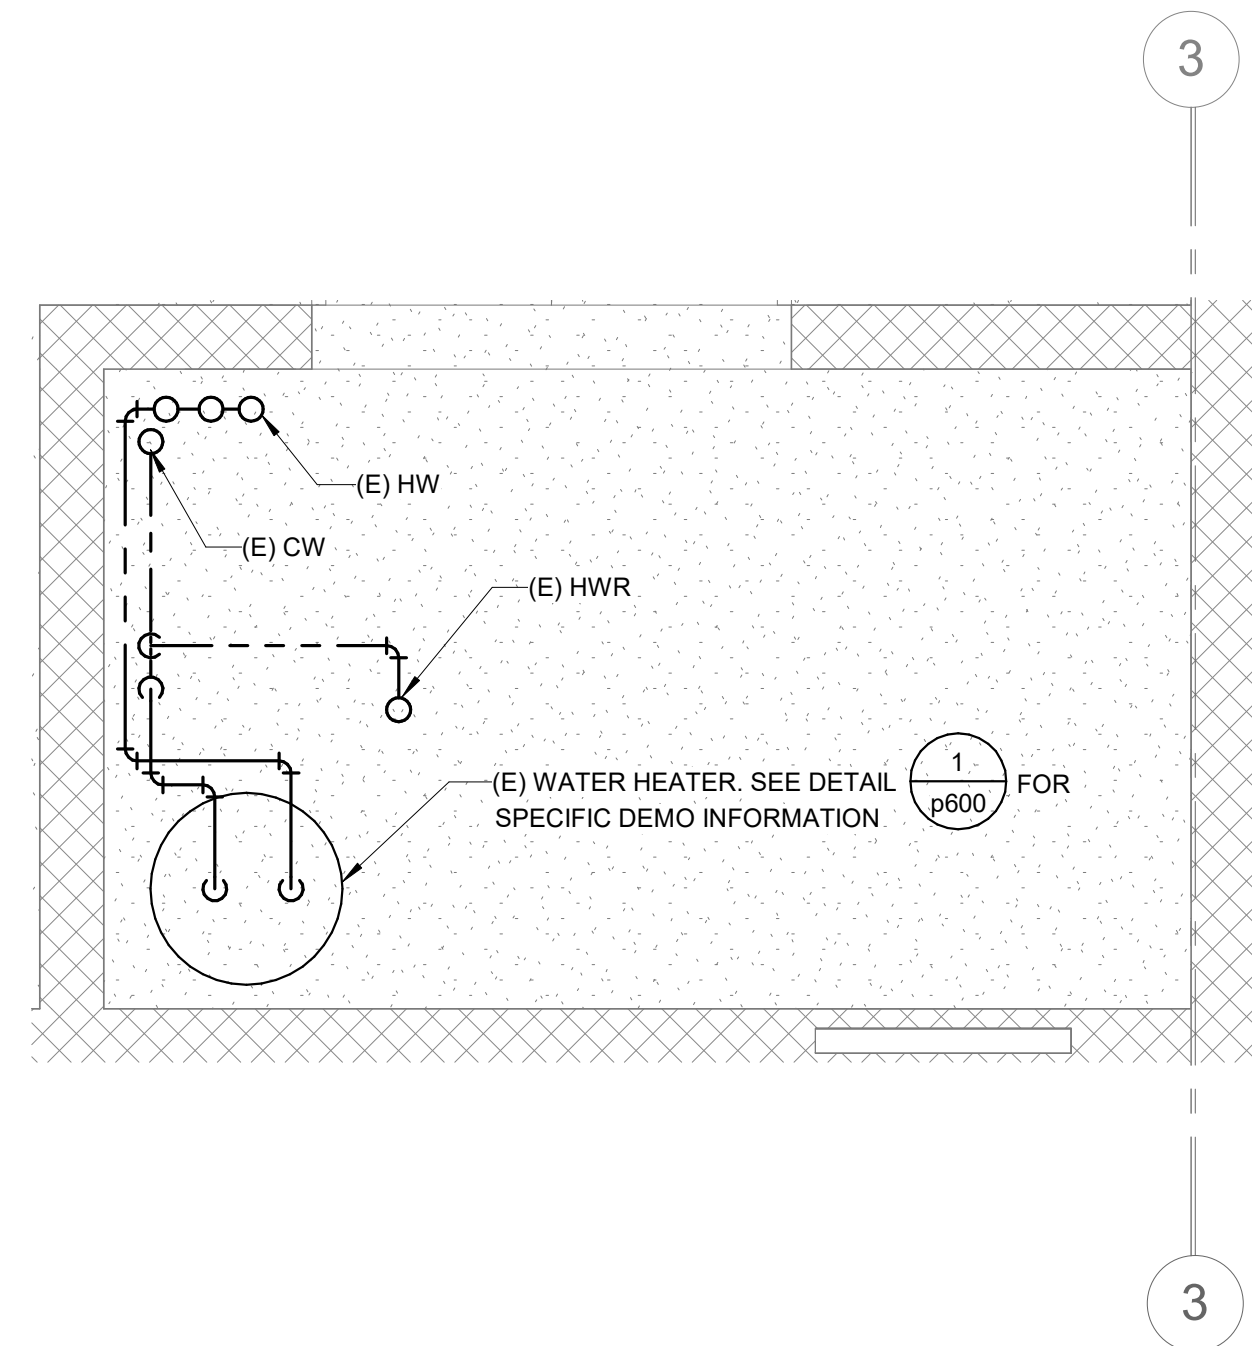 3
(E) HW
(E) CW
(E) HWR
(E) WATER HEATER. SEE DETAIL 1 p600 FOR
SPECIFIC DEMO INFORMATION
3